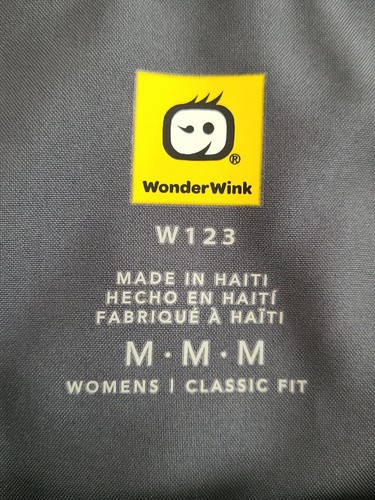 ®
WonderWink
W123
MADE IN HAITI
HECHO EN HAITÍ
FABRIQUÉ À HAÏTI
M · M · M
WOMENS | CLASSIC FIT